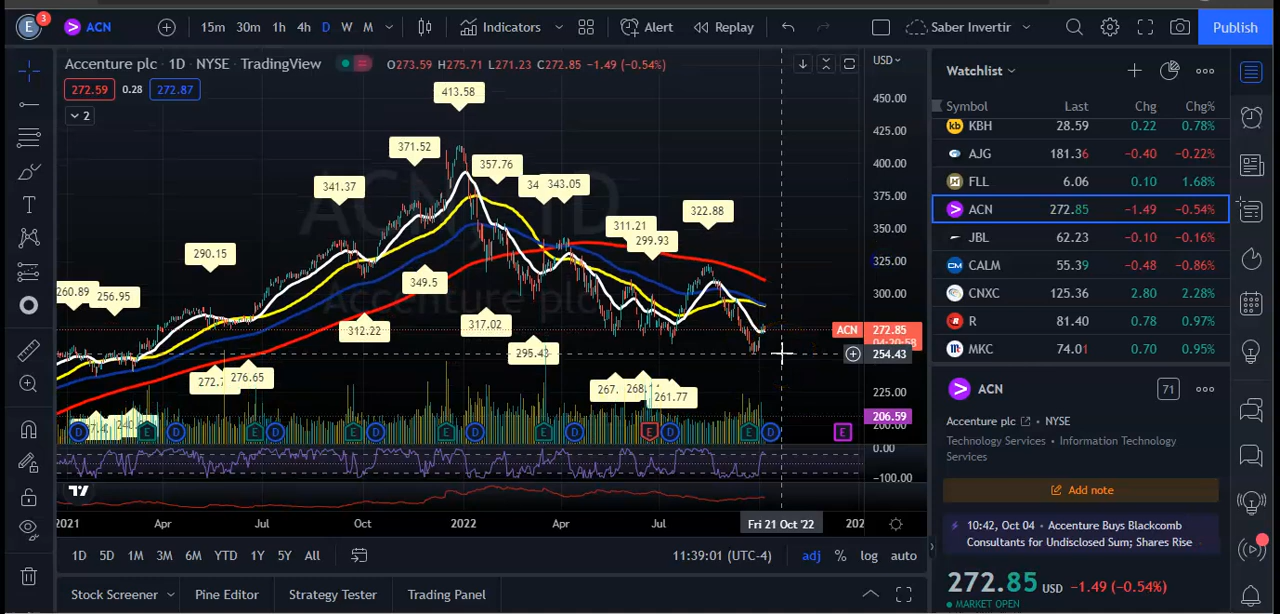 E ACN 15m 30m 1h 4h D W M Indicators Alert Replay Saber Invertir Publish
Accenture plc · 1D · NYSE · TradingView O273.59 H275.71 L271.23 C272.85 −1.49 (−0.54%)
USD
272.59 0.28 272.87
2
413.58
371.52
357.76
341.37
343.05
322.88
311.21
299.93
290.15
349.5
256.95
260.89
312.22
317.02
295.43
276.65
261.77
ACN, 1D
Accenture plc
450.00
425.00
400.00
375.00
350.00
325.00
300.00
ACN 272.85
04:20:58
254.43
225.00
206.59
200.00
0.00
−100.00
D E D E D E D E D E D E D E D E
2021 Apr Jul Oct 2022 Apr Jul Fri 21 Oct '22 202
1D 5D 1M 3M 6M YTD 1Y 5Y All 11:39:01 (UTC-4) adj % log auto
Stock Screener Pine Editor Strategy Tester Trading Panel
Watchlist
Symbol Last Chg Chg%
KBH 28.59 0.22 0.78%
AJG 181.36 −0.40 −0.22%
FLL 6.06 0.10 1.68%
ACN 272.85 −1.49 −0.54%
JBL 62.23 −0.10 −0.16%
CALM 55.39 −0.48 −0.86%
CNXC 125.36 2.80 2.28%
R 81.40 0.78 0.97%
MKC 74.01 0.70 0.95%
ACN 71
Accenture plc · NYSE
Technology Services · Information Technology
Services
Add note
10:42, Oct 04 · Accenture Buys Blackcomb
Consultants for Undisclosed Sum; Shares Rise
272.85 USD −1.49 (−0.54%)
MARKET OPEN